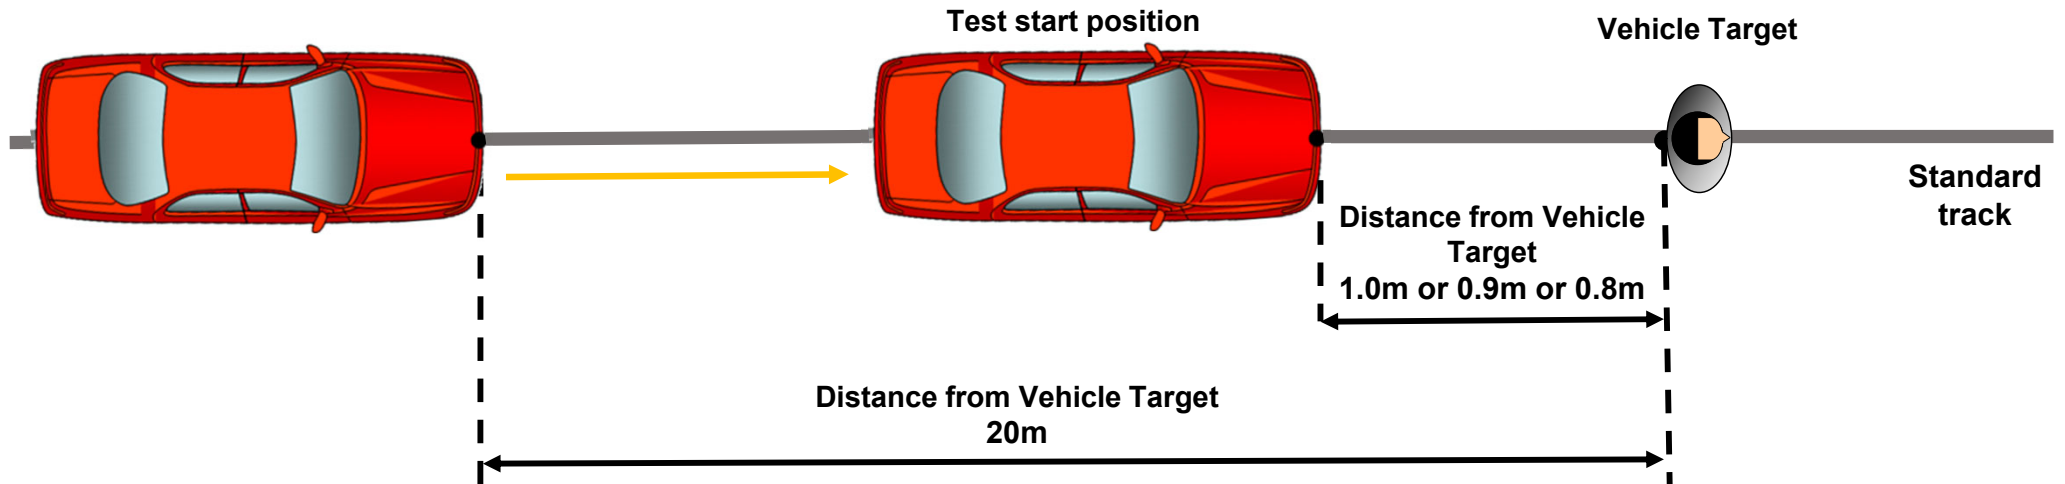 Test start position
Vehicle Target
Standard
track
Distance from Vehicle
Target
1.0m or 0.9m or 0.8m
Distance from Vehicle Target
20m